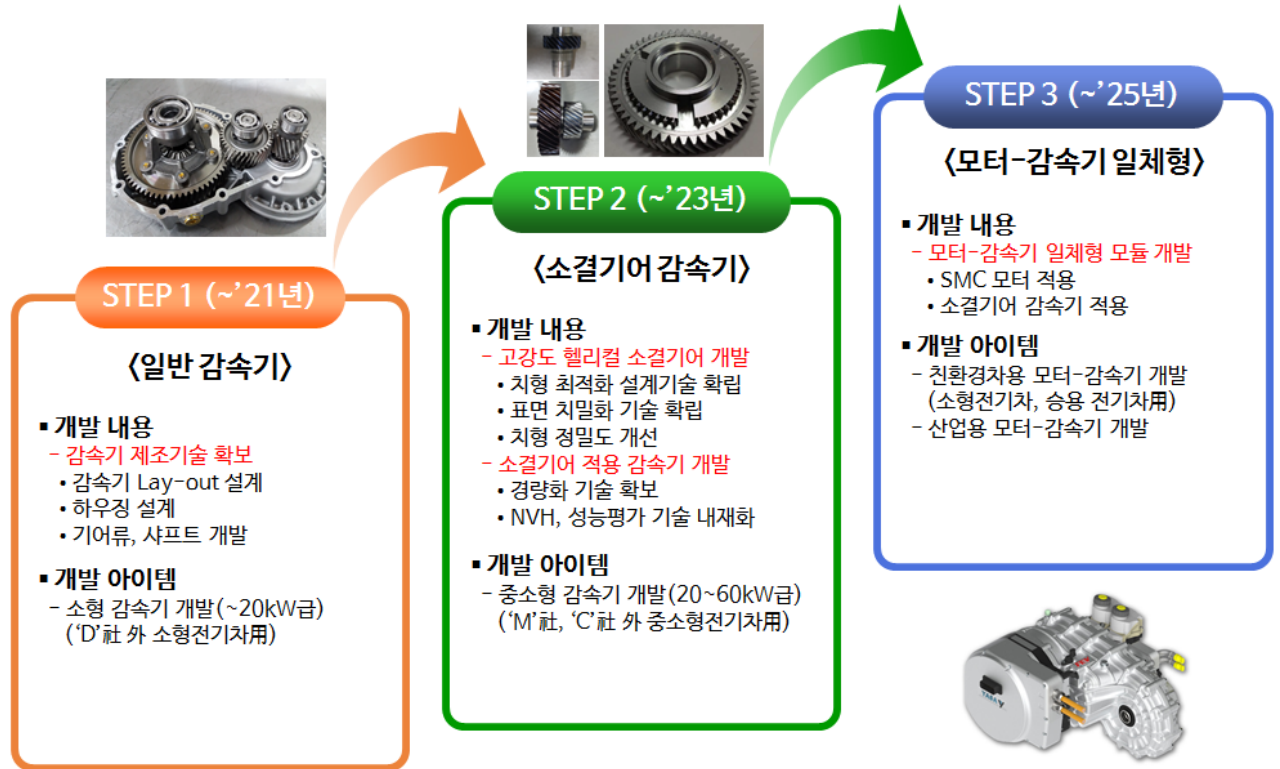 STEP 1 (~’21년)
<일반 감속기>
▪ 개발 내용
- 감속기 제조기술 확보
• 감속기 Lay-out 설계
• 하우징 설계
• 기어류, 샤프트 개발
▪ 개발 아이템
- 소형 감속기 개발(~20kW급)
(‘D’社 外 소형전기차用)
STEP 2 (~’23년)
<소결기어 감속기>
▪ 개발 내용
- 고강도 헬리컬 소결기어 개발
• 치형 최적화 설계기술 확립
• 표면 치밀화 기술 확립
• 치형 정밀도 개선
- 소결기어 적용 감속기 개발
• 경량화 기술 확보
• NVH, 성능평가 기술 내재화
▪ 개발 아이템
- 중소형 감속기 개발(20~60kW급)
(‘M’社, ‘C’社 外 중소형전기차用)
STEP 3 (~’25년)
<모터-감속기 일체형>
▪ 개발 내용
- 모터-감속기 일체형 모듈 개발
• SMC 모터 적용
• 소결기어 감속기 적용
▪ 개발 아이템
- 친환경차용 모터-감속기 개발
(소형전기차, 승용 전기차用)
- 산업용 모터-감속기 개발